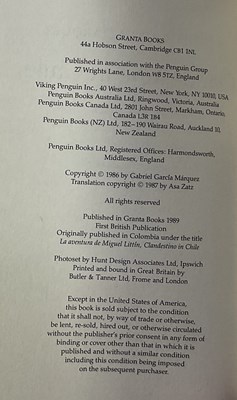 GRANTA BOOKS
44a Hobson Street, Cambridge CB1 1NL
Published in association with the Penguin Group
27 Wrights Lane, London W8 5TZ, England
Viking Penguin Inc., 40 West 23rd Street, New York, NY 10010, USA
Penguin Books Australia Ltd, Ringwood, Victoria, Australia
Penguin Books Canada Ltd, 2801 John Street, Markham, Ontario,
Canada L3R 1B4
Penguin Books (NZ) Ltd, 182–190 Wairau Road, Auckland 10,
New Zealand
Penguin Books Ltd, Registered Offices: Harmondsworth,
Middlesex, England
Copyright © 1986 by Gabriel García Márquez
Translation copyright © 1987 by Asa Zatz
All rights reserved
Published in Granta Books 1989
First British Publication
Originally published in Colombia under the title
La aventura de Miguel Littín, Clandestino en Chile
Photoset by Hunt Design Associates Ltd, Ipswich
Printed and bound in Great Britain by
Butler & Tanner Ltd, Frome and London
Except in the United States of America,
this book is sold subject to the condition
that it shall not, by way of trade or otherwise,
be lent, re-sold, hired out, or otherwise circulated
without the publisher's prior consent in any form of
binding or cover other than that in which it is
published and without a similar condition
including this condition being imposed
on the subsequent purchaser.